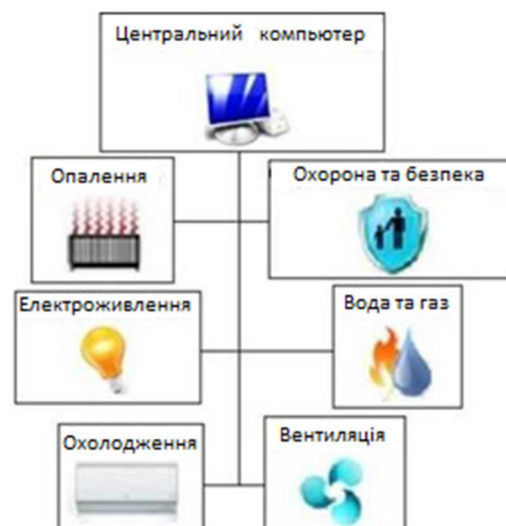 Центральний компьютер
Опалення
Охорона та безпека
Електроживлення
Вода та газ
Охолодження
Вентиляція